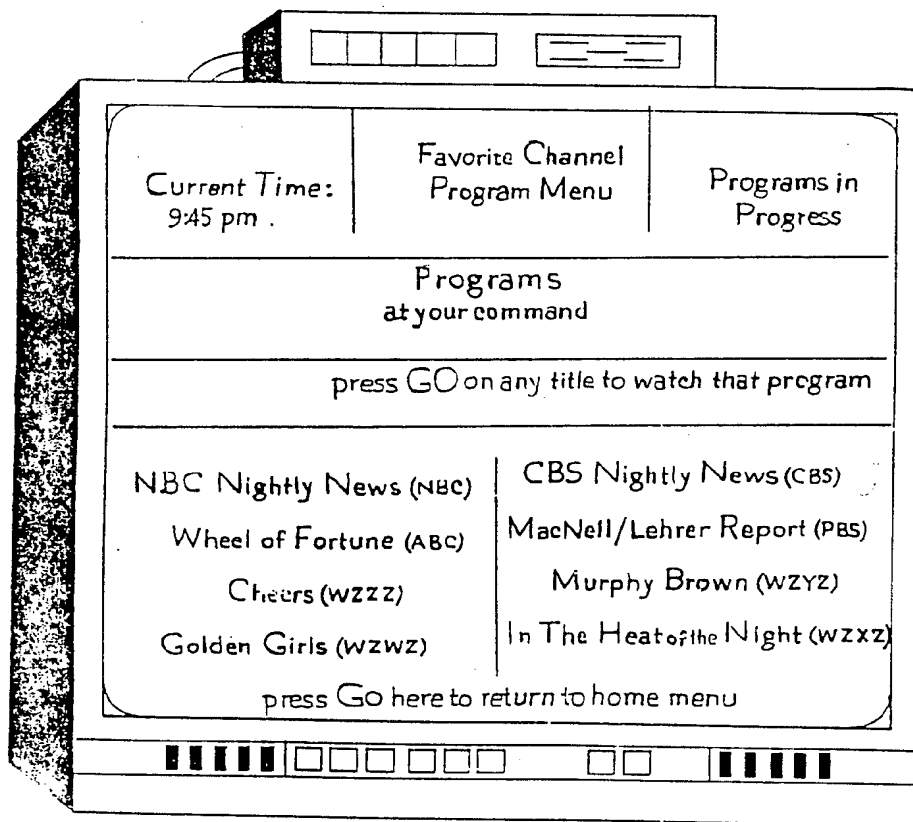 Current Time:
9:45 pm .
Favorite Channel
Program Menu
Programs in
Progress
Programs
at your command
press GO on any title to watch that program
NBC Nightly News (NBC)
Wheel of Fortune (ABC)
Cheers (WZZZ)
Golden Girls (WZWZ)
CBS Nightly News (CBS)
MacNell/Lehrer Report (PBS)
Murphy Brown (WZYZ)
In The Heat of the Night (WZXZ)
press Go here to return to home menu